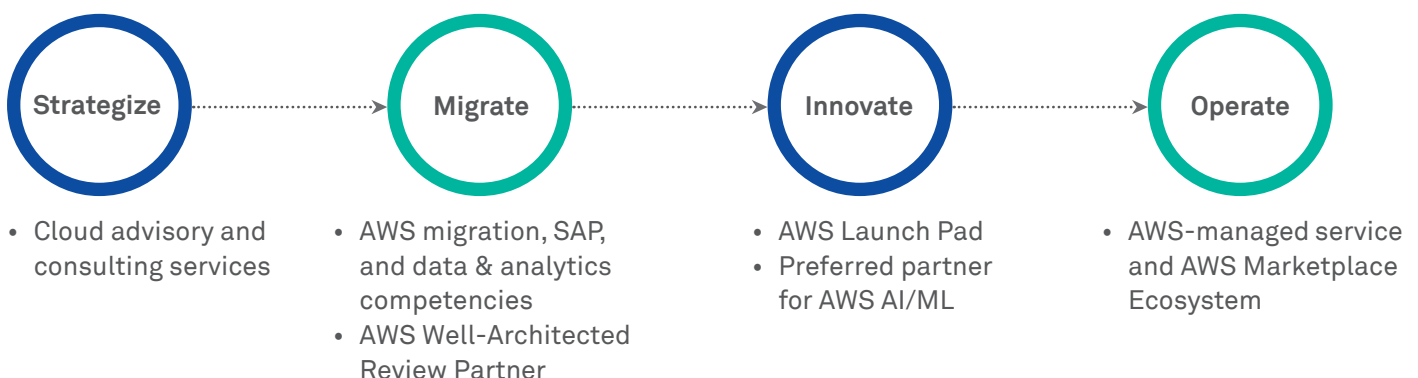 Strategize
Migrate
Innovate
Operate
• Cloud advisory and
consulting services
• AWS migration, SAP,
and data & analytics
competencies
• AWS Well-Architected
Review Partner
• AWS Launch Pad
• Preferred partner
for AWS AI/ML
• AWS-managed service
and AWS Marketplace
Ecosystem